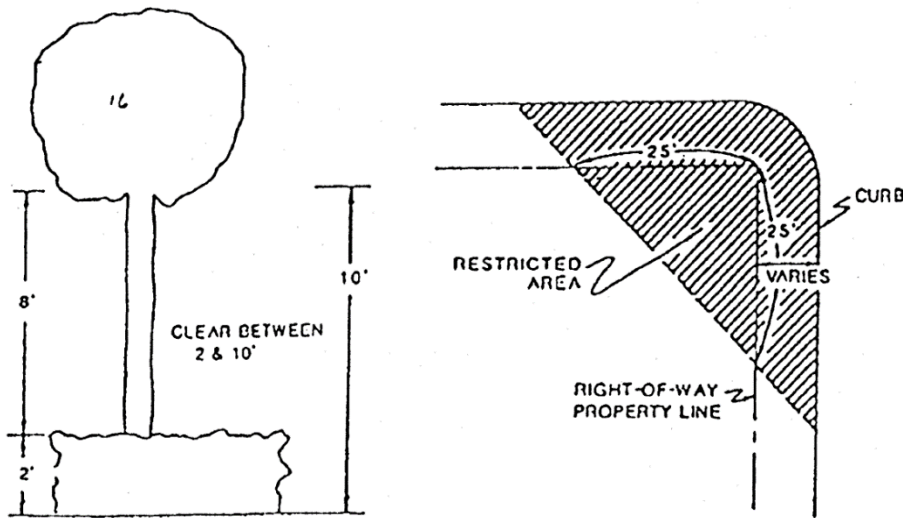 16
8'
10'
CLEAR BETWEEN
2 & 10'
2'
25'
25'
CURB
VARIES
RESTRICTED
AREA
RIGHT-OF-WAY
PROPERTY LINE